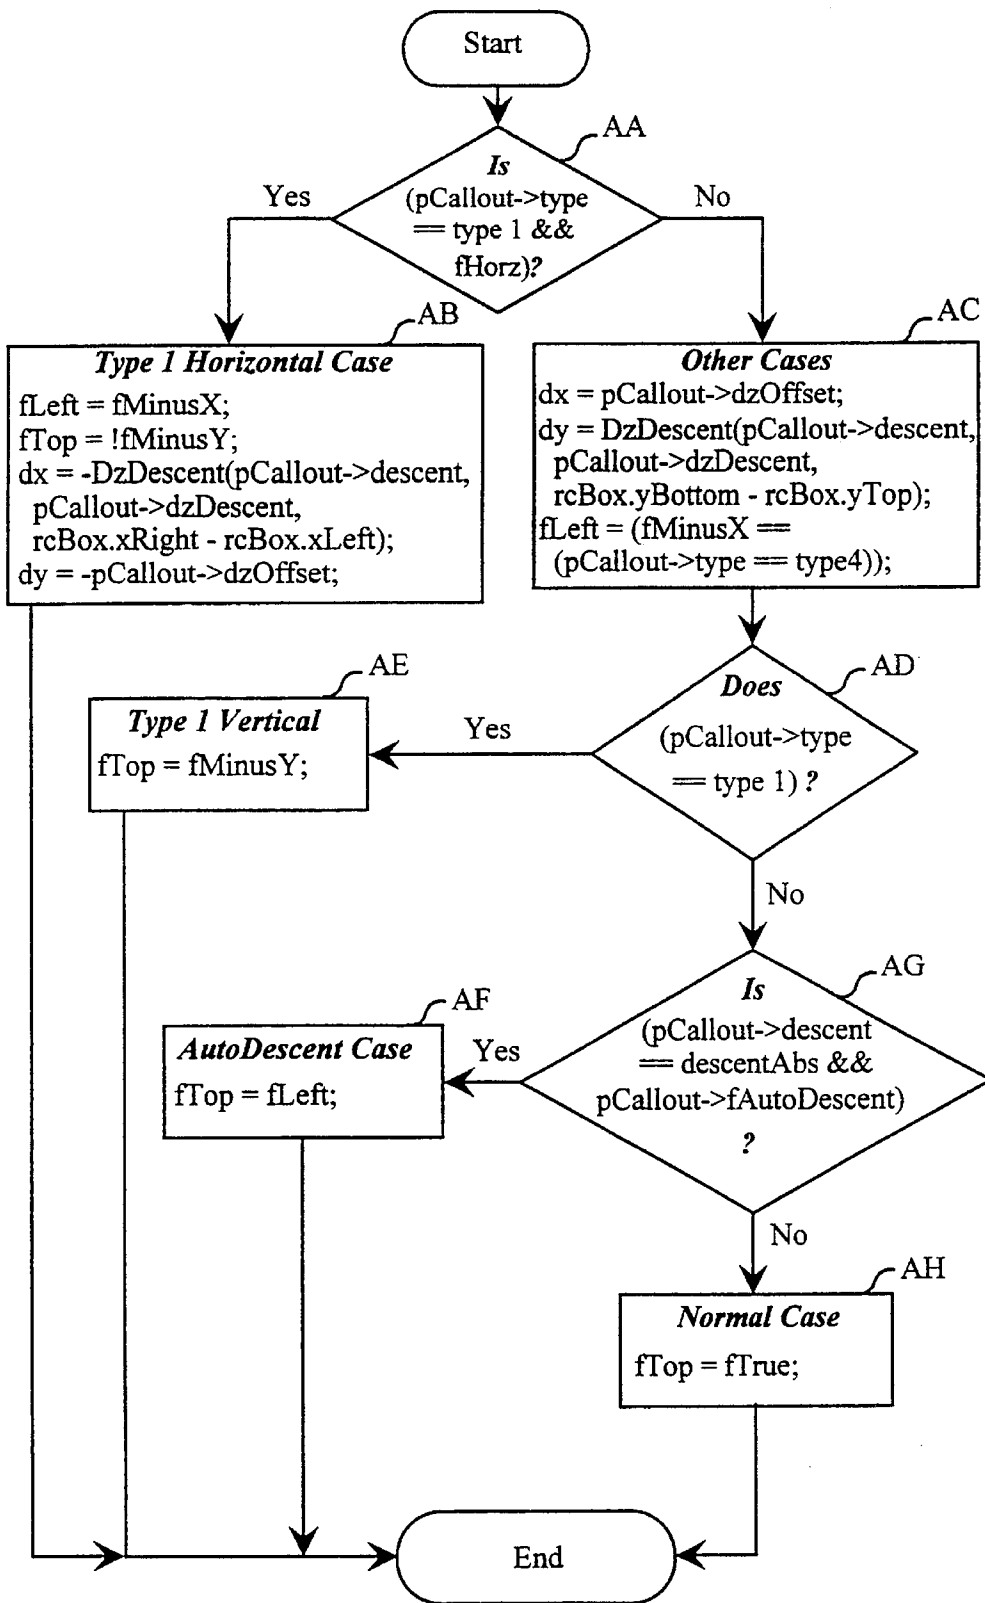 Start
AA
Is
(pCallout->type
== type 1 &&
fHorz)?
Yes
No
AB
Type 1 Horizontal Case
fLeft = fMinusX;
fTop = !fMinusY;
dx = -DzDescent(pCallout->descent,
pCallout->dzDescent,
rcBox.xRight - rcBox.xLeft);
dy = -pCallout->dzOffset;
AC
Other Cases
dx = pCallout->dzOffset;
dy = DzDescent(pCallout->descent,
pCallout->dzDescent,
rcBox.yBottom - rcBox.yTop);
fLeft = (fMinusX ==
(pCallout->type == type4));
AD
Does
(pCallout->type
== type 1) ?
Yes
No
AE
Type 1 Vertical
fTop = fMinusY;
AG
Is
(pCallout->descent
== descentAbs &&
pCallout->fAutoDescent)
?
Yes
No
AF
AutoDescent Case
fTop = fLeft;
AH
Normal Case
fTop = fTrue;
End